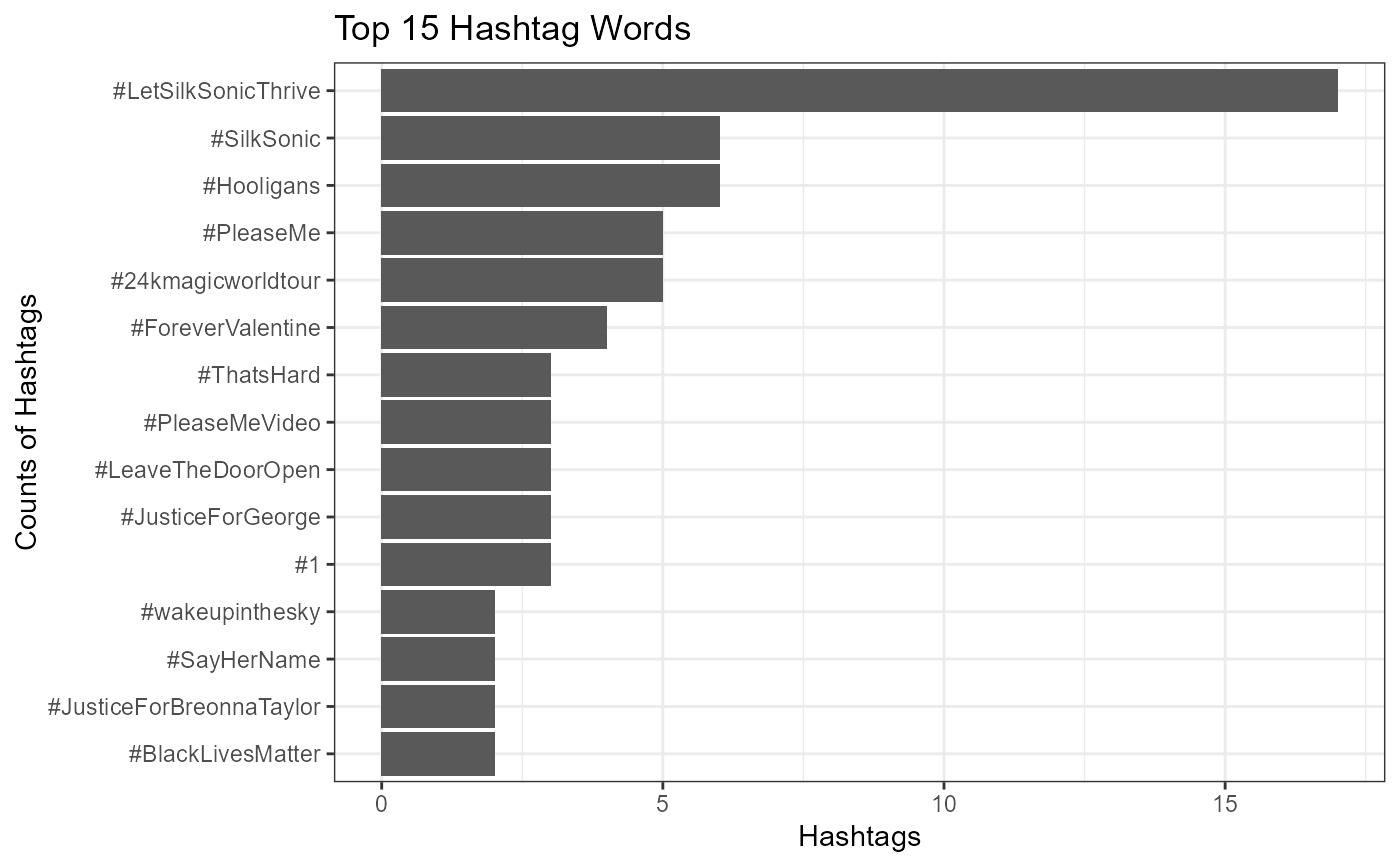 Top 15 Hashtag Words
#LetSilkSonicThrive
#SilkSonic
#Hooligans
#PleaseMe
#24kmagicworldtour
#ForeverValentine
#ThatsHard
#PleaseMeVideo
#LeaveTheDoorOpen
#JusticeForGeorge
#1
#wakeupinthesky
#SayHerName
#JusticeForBreonnaTaylor
#BlackLivesMatter
Counts of Hashtags
0 5 10 15
Hashtags